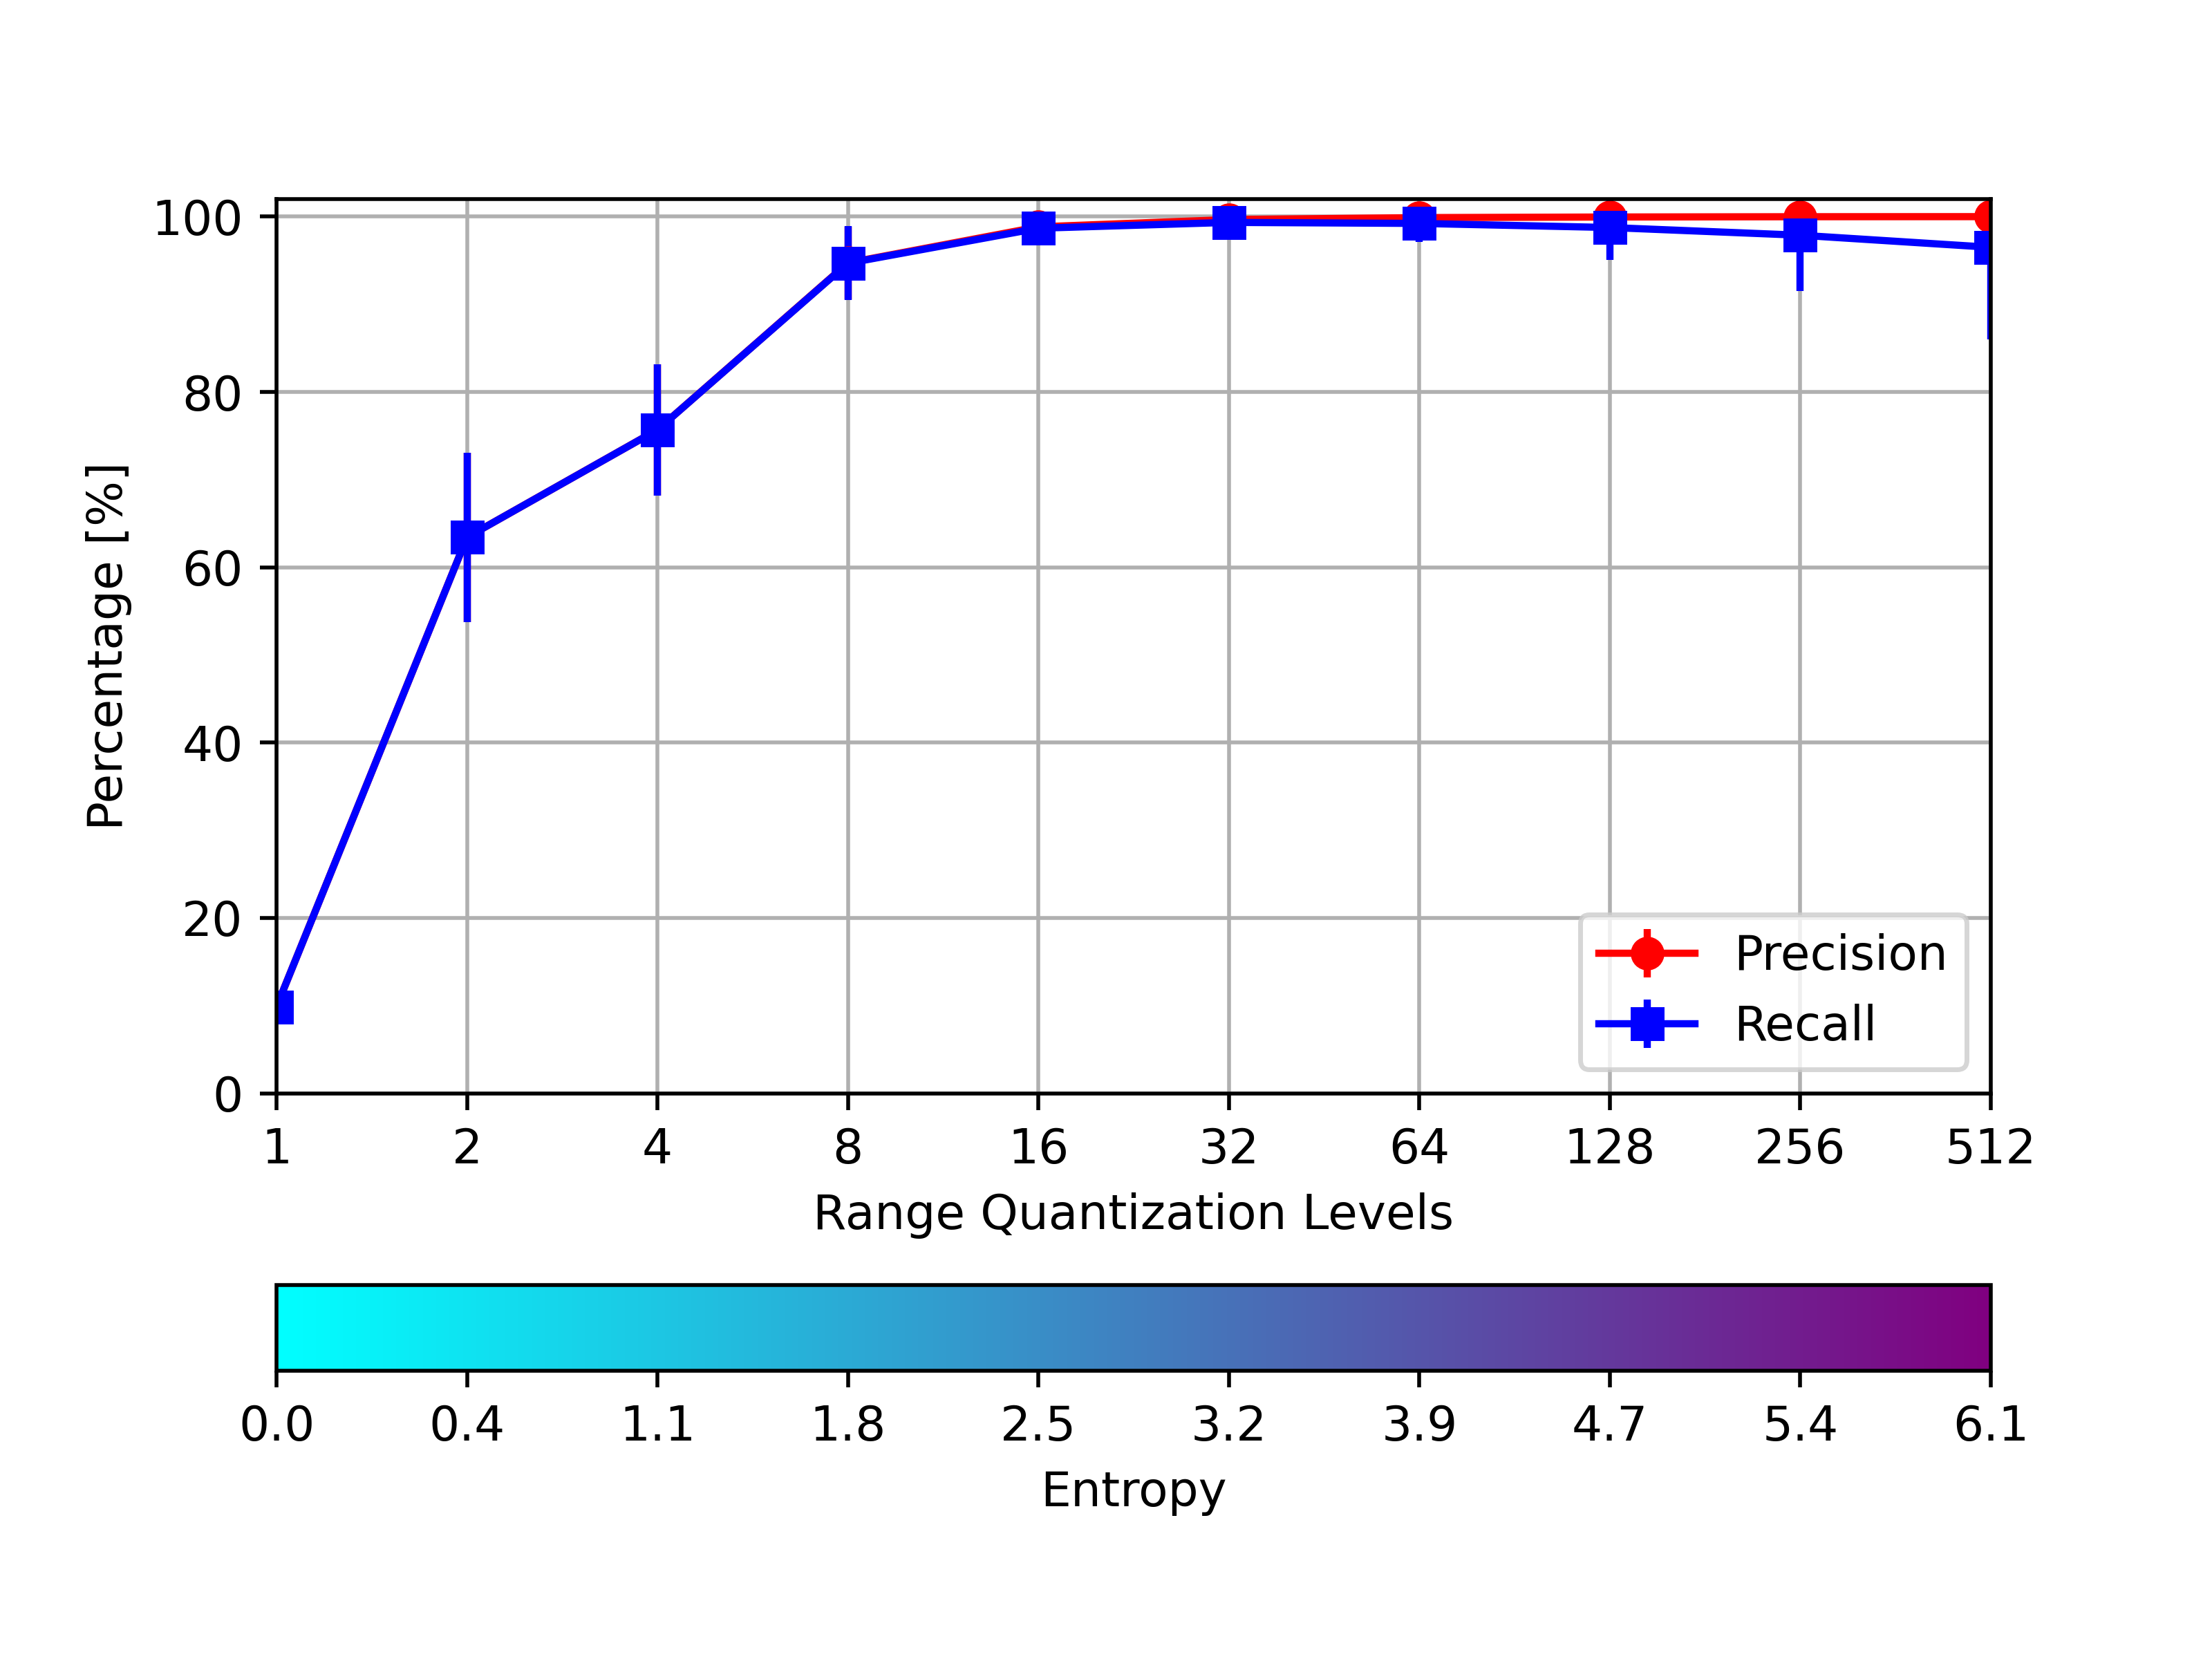 100
80
60
40
20
0
Percentage [%]
Precision
Recall
1 2 4 8 16 32 64 128 256 512
Range Quantization Levels
0.0 0.4 1.1 1.8 2.5 3.2 3.9 4.7 5.4 6.1
Entropy